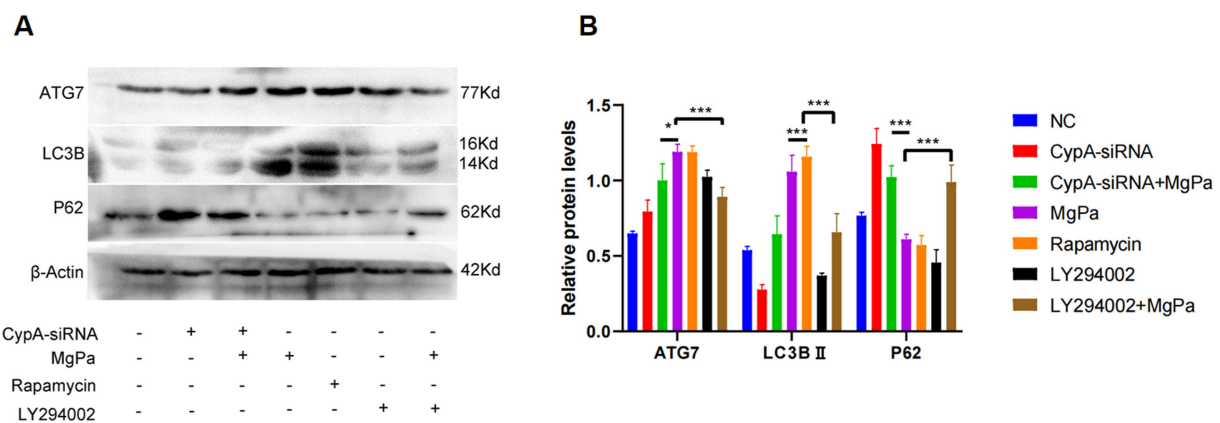 A
ATG7 77Kd
LC3B 16Kd
14Kd
P62 62Kd
β-Actin 42Kd
CypA-siRNA - + + - - - -
MgPa - - + + - - +
Rapamycin - - - - + - -
LY294002 - - - - - + +
B
Relative protein levels
1.5
1.0
0.5
0.0
* *** *** *** *** ***
ATG7 LC3B Ⅱ P62
NC
CypA-siRNA
CypA-siRNA+MgPa
MgPa
Rapamycin
LY294002
LY294002+MgPa